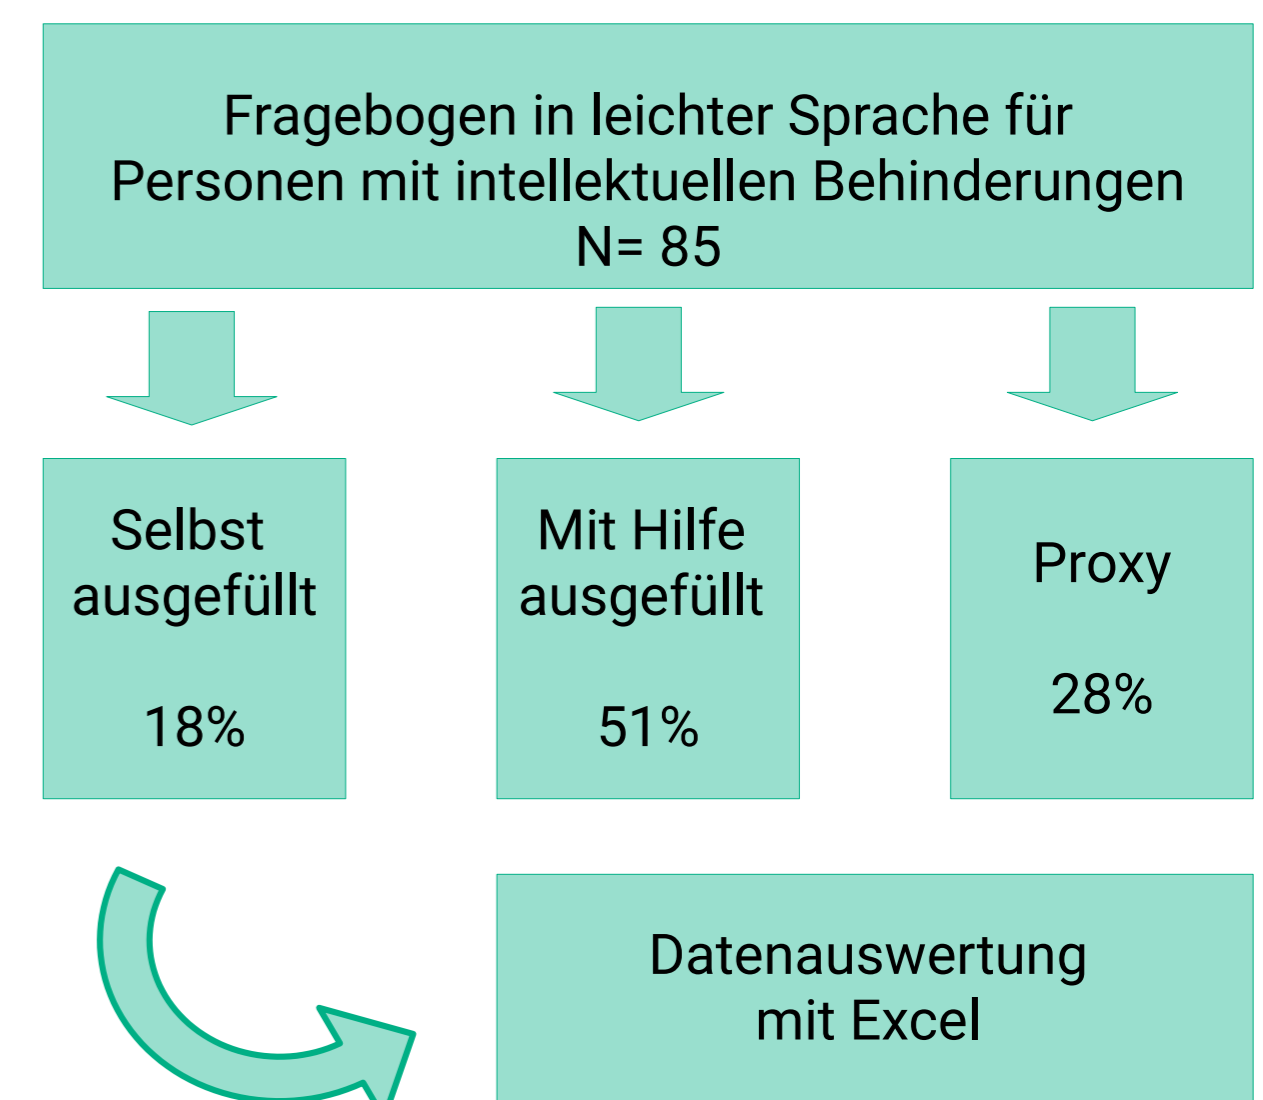 Fragebogen in leichter Sprache für
Personen mit intellektuellen Behinderungen
N= 85
Selbst
ausgefüllt
18%
Mit Hilfe
ausgefüllt
51%
Proxy
28%
Datenauswertung
mit Excel